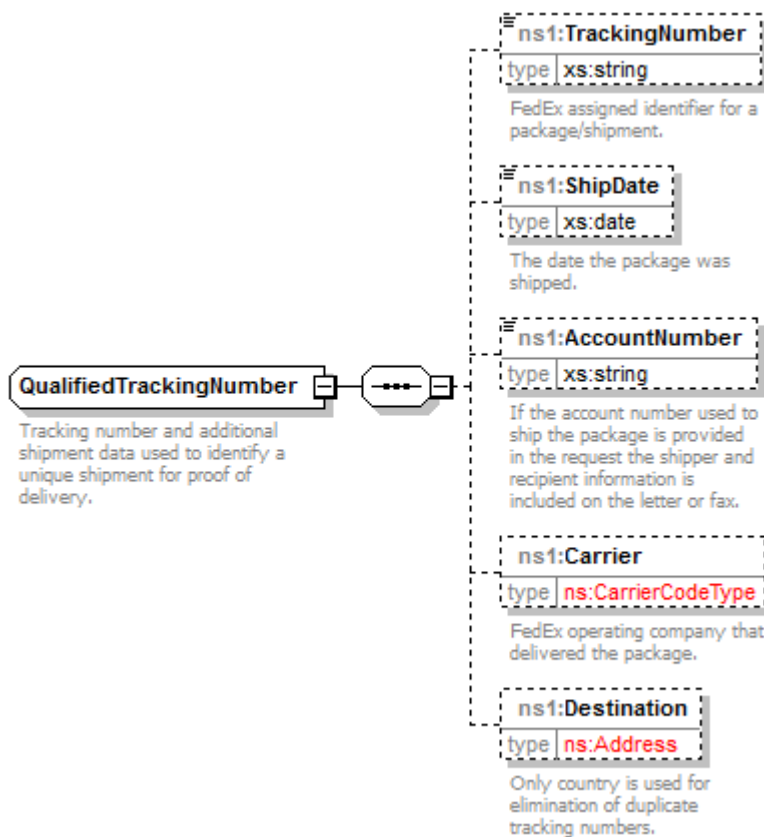 ns1:TrackingNumber
type xs:string
FedEx assigned identifier for a
package/shipment.
ns1:ShipDate
type xs:date
The date the package was
shipped.
ns1:AccountNumber
type xs:string
If the account number used to
ship the package is provided
in the request the shipper and
recipient information is
included on the letter or fax.
QualifiedTrackingNumber
Tracking number and additional
shipment data used to identify a
unique shipment for proof of
delivery.
ns1:Carrier
type ns:CarrierCodeType
FedEx operating company that
delivered the package.
ns1:Destination
type ns:Address
Only country is used for
elimination of duplicate
tracking numbers.